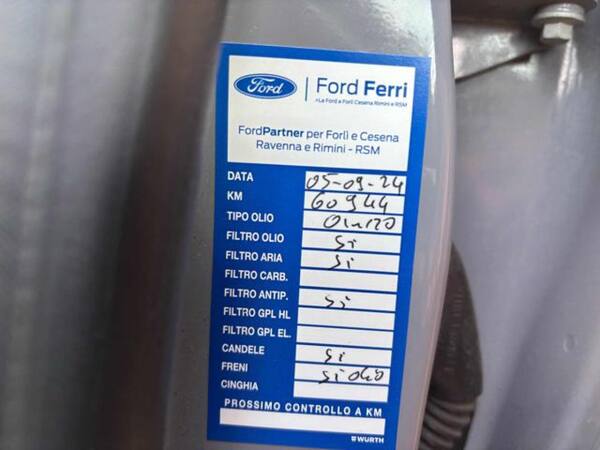 Ford
Ford Ferri
La Ford a Forlì Cesena Rimini e RSM
FordPartner per Forlì e Cesena
Ravenna e Rimini - RSM
DATA 05-09-24
KM 60944
TIPO OLIO
FILTRO OLIO Si
FILTRO ARIA Si
FILTRO CARB.
FILTRO ANTIP. Si
FILTRO GPL HL
FILTRO GPL EL.
CANDELE Si
FRENI Si
CINGHIA
PROSSIMO CONTROLLO A KM
WURTH